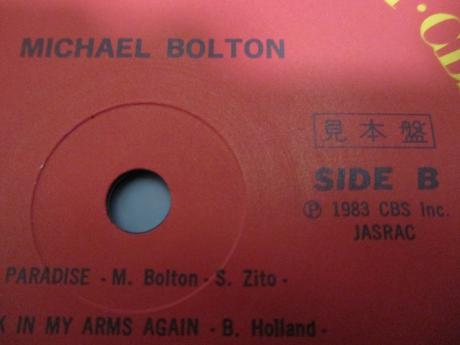 MICHAEL BOLTON
見本盤
SIDE B
Ⓟ 1983 CBS Inc.
JASRAC
PARADISE - M. Bolton - S. Zito -
IN MY ARMS AGAIN - B. Holland -